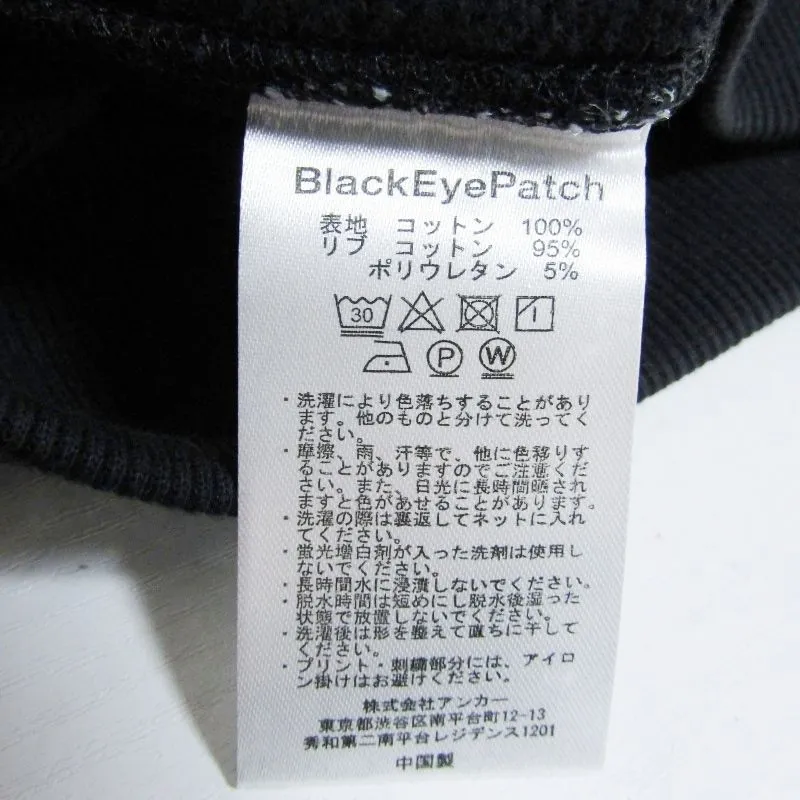 BlackEyePatch
表地 コットン 100%
リブ コットン 95%
ポリウレタン 5%
30
P
W
・洗濯により色落ちすることがあり
ます。他のものと分けて洗ってく
ださい。
・摩擦、雨、汗等で、他に色移りす
ることがありますのでご注意くだ
さい。また、日光に長時間晒され
ますと色があせることがあります。
・洗濯の際は裏返してネットに入れ
てください。
・蛍光増白剤が入った洗剤は使用し
ないでください。
・長時間水に浸漬しないでください。
・脱水時間は短めにし脱水後湿った
状態で放置しないでください。
・洗濯後は形を整えて直ちに干して
ください。
・プリント・刺繍部分には、アイロ
ン掛けはお避けください。
株式会社アンカー
東京都渋谷区南平台町12-13
秀和第二南平台レジデンス1201
中国製